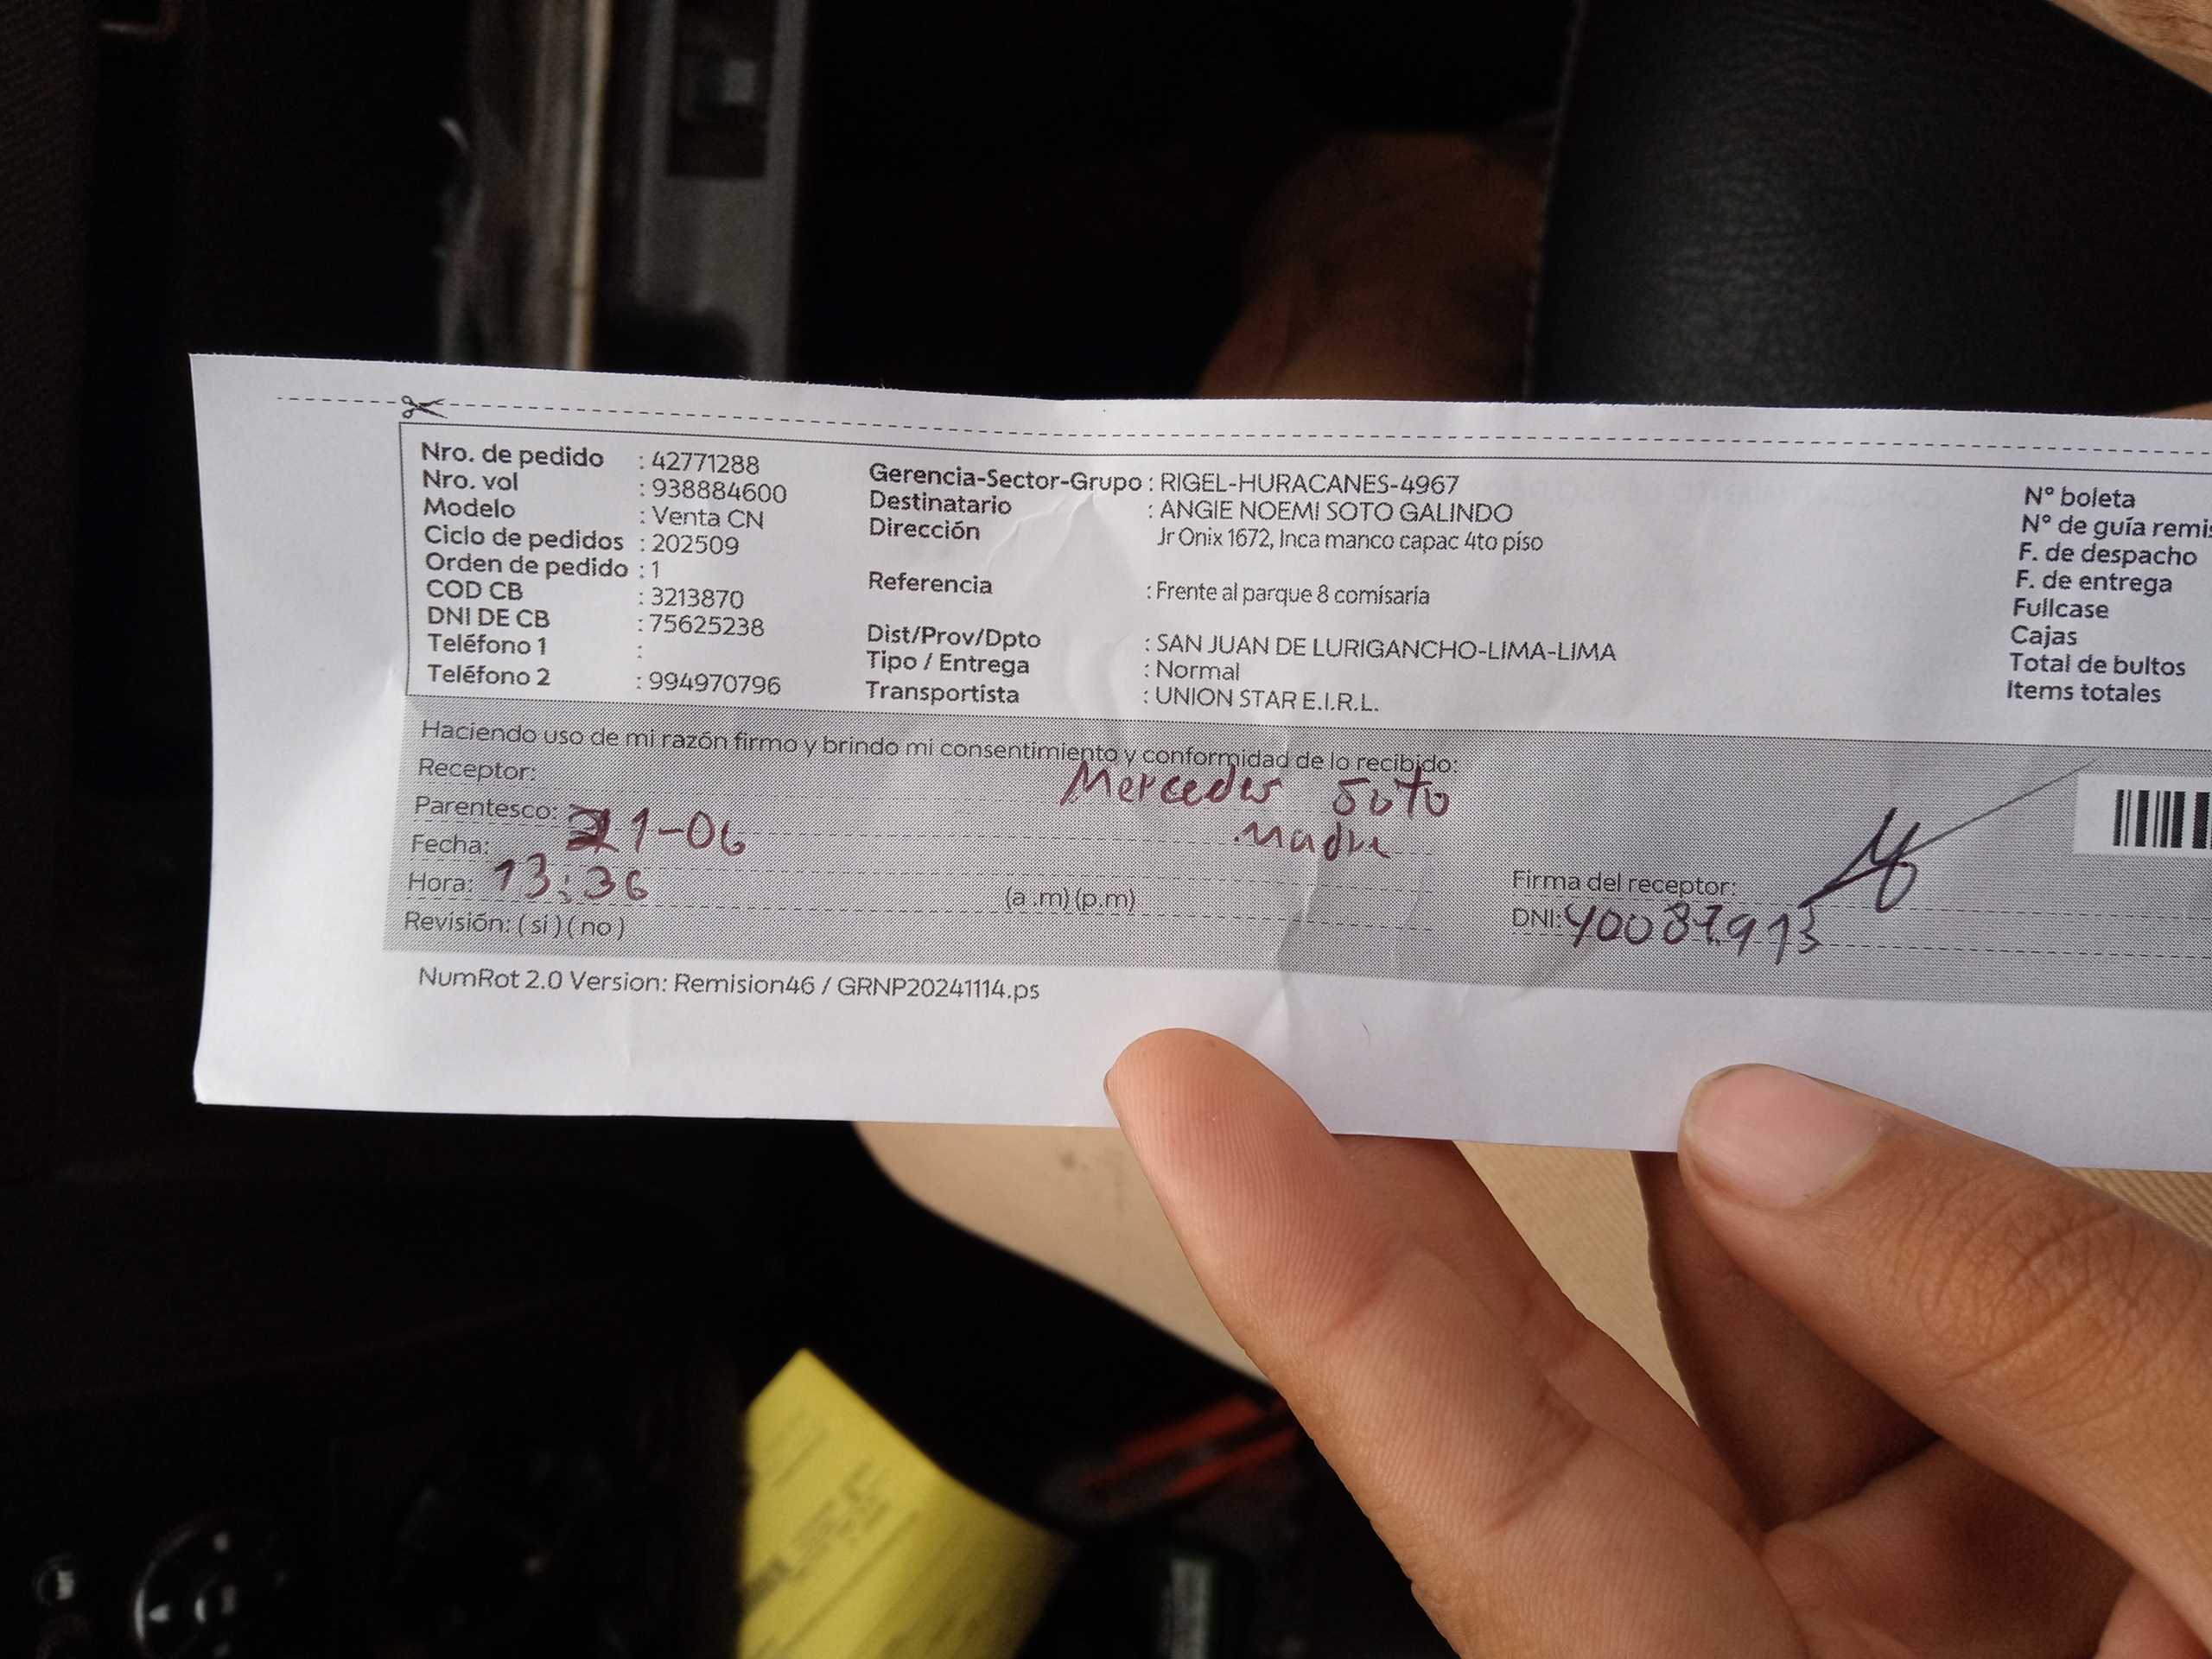 Nro. de pedido : 42771288
Nro. vol : 938884600
Modelo : Venta CN
Ciclo de pedidos : 202509
Orden de pedido : 1
COD CB : 3213870
DNI DE CB : 75625238
Teléfono 1 :
Teléfono 2 : 994970796
Gerencia-Sector-Grupo : RIGEL-HURACANES-4967
Destinatario : ANGIE NOEMI SOTO GALINDO
Dirección Jr Onix 1672, Inca manco capac 4to piso
Referencia : Frente al parque 8 comisaria
Dist/Prov/Dpto : SAN JUAN DE LURIGANCHO-LIMA-LIMA
Tipo / Entrega : Normal
Transportista : UNION STAR E.I.R.L.
N° boleta
N° de guía remis
F. de despacho
F. de entrega
Fullcase
Cajas
Total de bultos
Items totales
Haciendo uso de mi razón firmo y brindo mi consentimiento y conformidad de lo recibido:
Receptor: Mercedes Soto
Parentesco: Madre
Fecha: 21-06
Hora: 13:36 (a .m) (p.m)
Revisión: ( si ) ( no )
Firma del receptor:
DNI: 40087913
NumRot 2.0 Version: Remision46 / GRNP20241114.ps